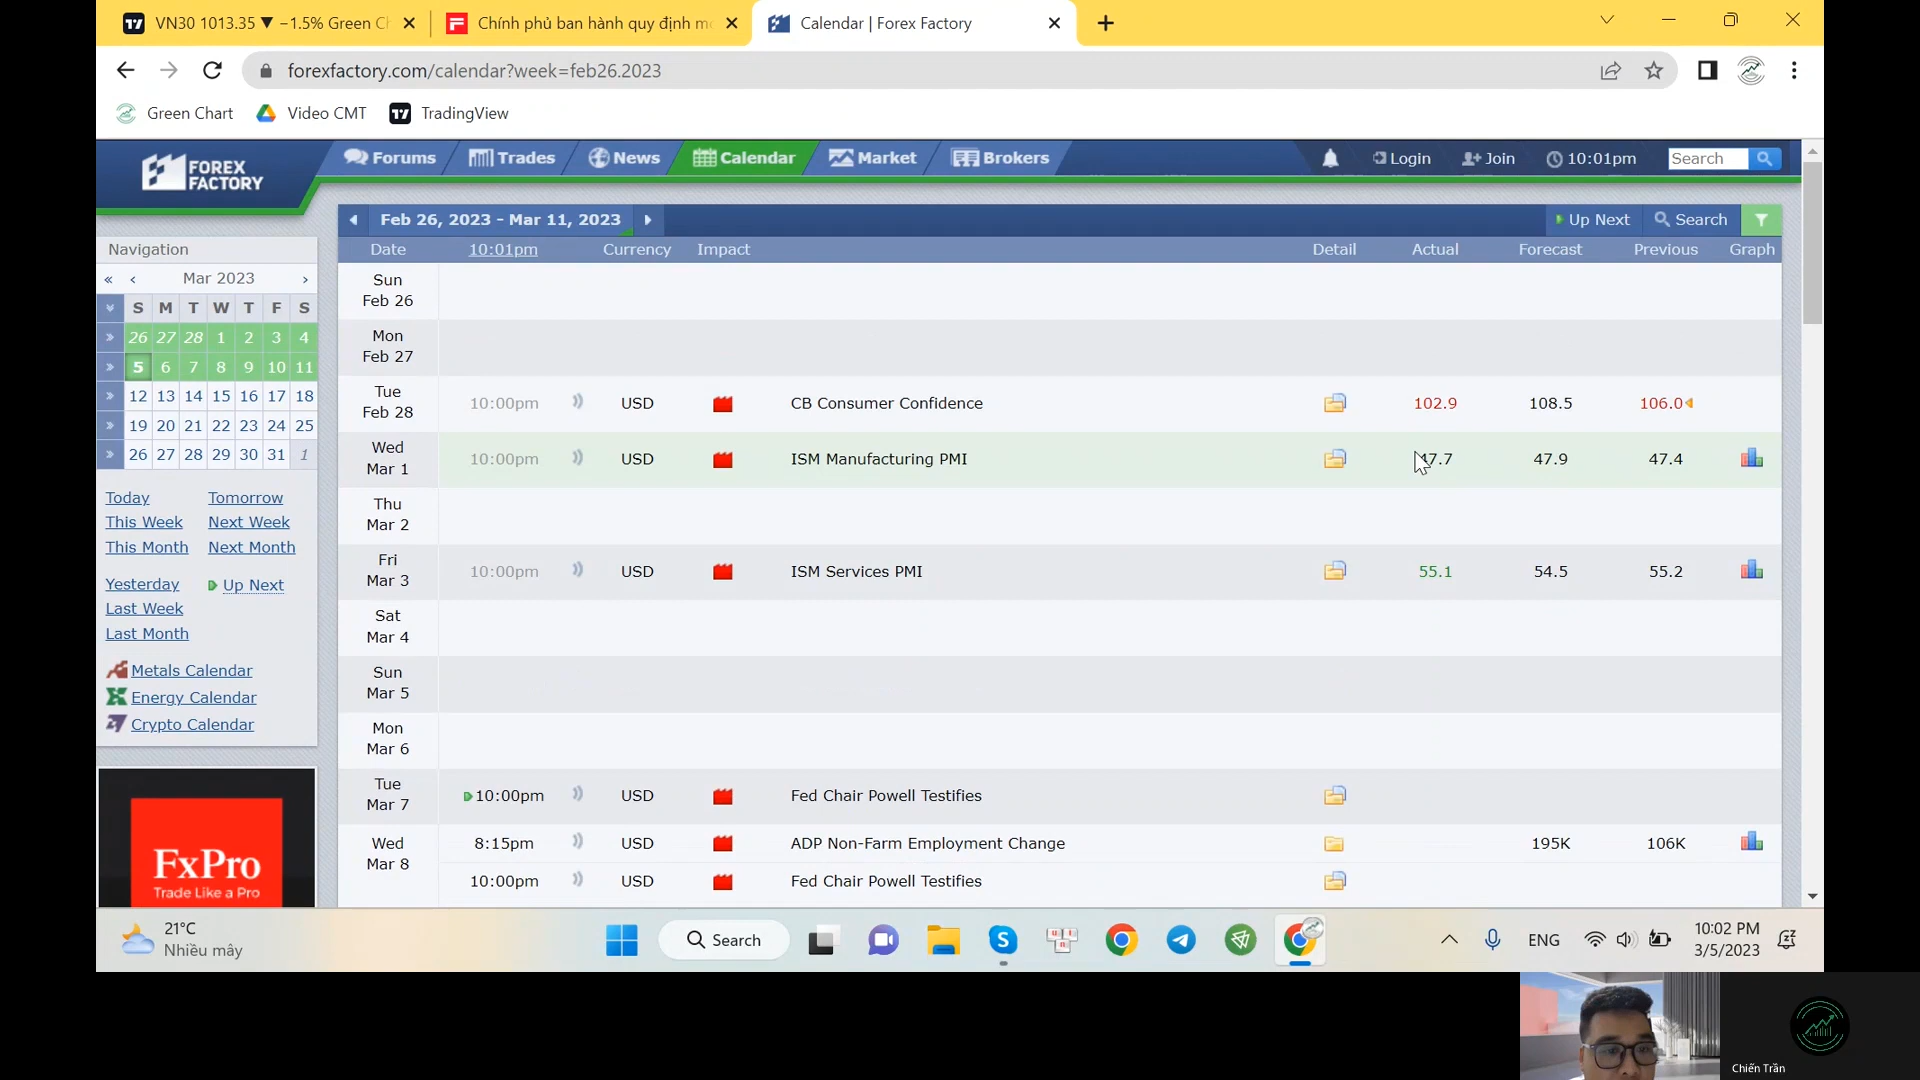 VN30 1013.35 ▼ −1.5% Green Ch
Chính phủ ban hành quy định mớ
Calendar | Forex Factory
forexfactory.com/calendar?week=feb26.2023
Green Chart
Video CMT
TradingView
FOREX
FACTORY
Forums
Trades
News
Calendar
Market
Brokers
Login
Join
10:01pm
Search
Navigation
« ‹ Mar 2023 ›
S M T W T F S
26 27 28 1 2 3 4
5 6 7 8 9 10 11
12 13 14 15 16 17 18
19 20 21 22 23 24 25
26 27 28 29 30 31 1
Today Tomorrow
This Week Next Week
This Month Next Month
Yesterday Up Next
Last Week
Last Month
Metals Calendar
Energy Calendar
Crypto Calendar
FxPro
Trade Like a Pro
Feb 26, 2023 - Mar 11, 2023
Up Next
Search
Date 10:01pm Currency Impact Detail Actual Forecast Previous Graph
Sun
Feb 26
Mon
Feb 27
Tue
Feb 28
10:00pm USD CB Consumer Confidence 102.9 108.5 106.0
Wed
Mar 1
10:00pm USD ISM Manufacturing PMI 47.7 47.9 47.4
Thu
Mar 2
Fri
Mar 3
10:00pm USD ISM Services PMI 55.1 54.5 55.2
Sat
Mar 4
Sun
Mar 5
Mon
Mar 6
Tue
Mar 7
10:00pm USD Fed Chair Powell Testifies
Wed
Mar 8
8:15pm USD ADP Non-Farm Employment Change 195K 106K
10:00pm USD Fed Chair Powell Testifies
21°C
Nhiều mây
Search
ENG
10:02 PM
3/5/2023
Chiến Trần